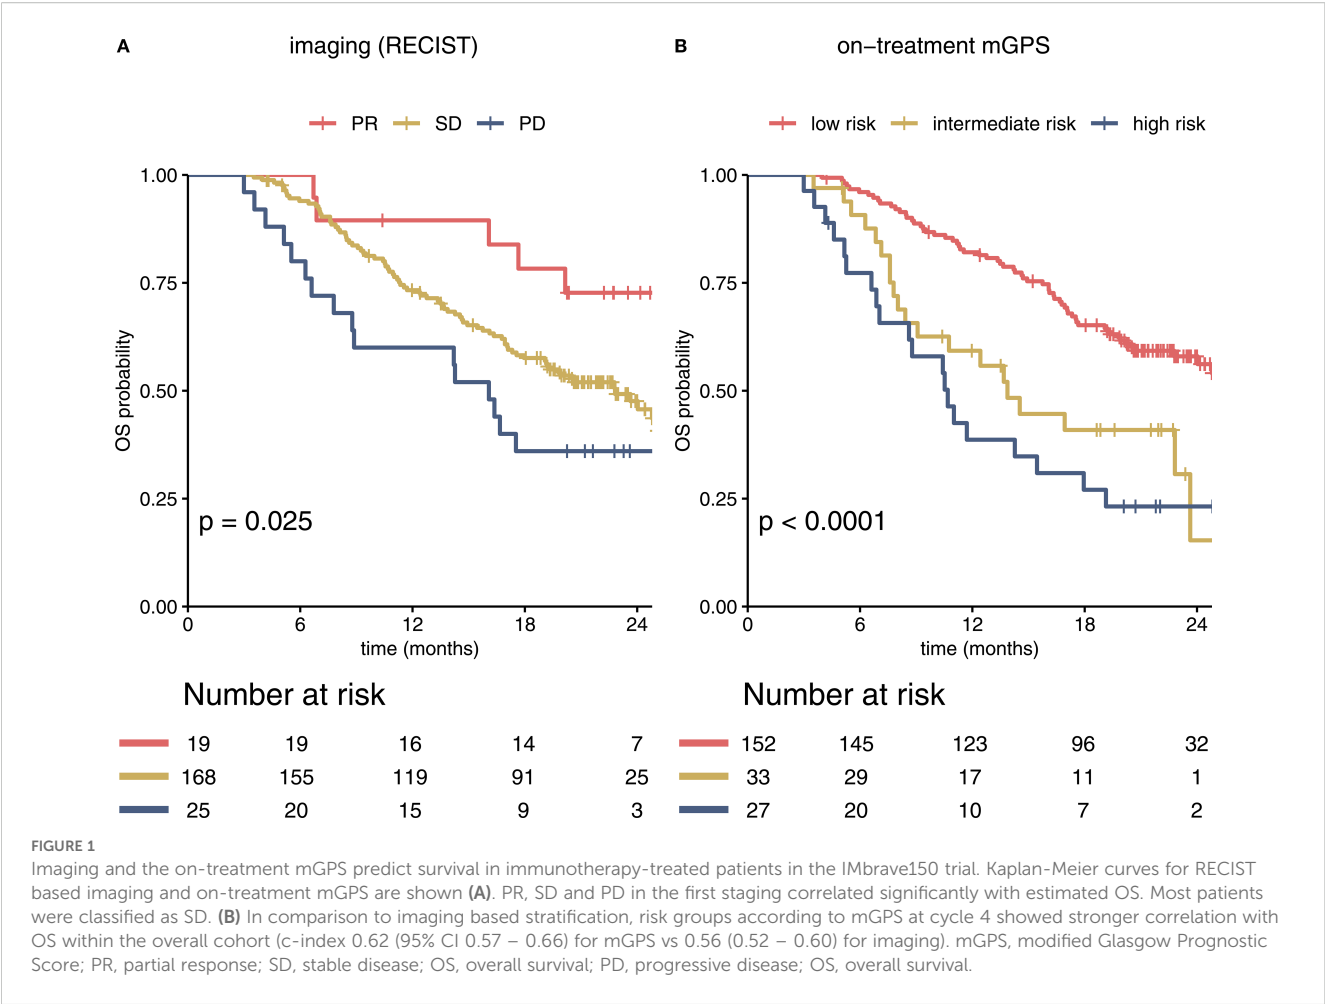 A imaging (RECIST)
PR SD PD
1.00
0.75
0.50
0.25
0.00
OS probability
p = 0.025
0 6 12 18 24
time (months)
Number at risk
19 19 16 14 7
168 155 119 91 25
25 20 15 9 3
B on−treatment mGPS
low risk intermediate risk high risk
1.00
0.75
0.50
0.25
0.00
OS probability
p < 0.0001
0 6 12 18 24
time (months)
Number at risk
152 145 123 96 32
33 29 17 11 1
27 20 10 7 2
FIGURE 1
Imaging and the on-treatment mGPS predict survival in immunotherapy-treated patients in the IMbrave150 trial. Kaplan-Meier curves for RECIST
based imaging and on-treatment mGPS are shown (A). PR, SD and PD in the first staging correlated significantly with estimated OS. Most patients
were classified as SD. (B) In comparison to imaging based stratification, risk groups according to mGPS at cycle 4 showed stronger correlation with
OS within the overall cohort (c-index 0.62 (95% CI 0.57 – 0.66) for mGPS vs 0.56 (0.52 – 0.60) for imaging). mGPS, modified Glasgow Prognostic
Score; PR, partial response; SD, stable disease; OS, overall survival; PD, progressive disease; OS, overall survival.